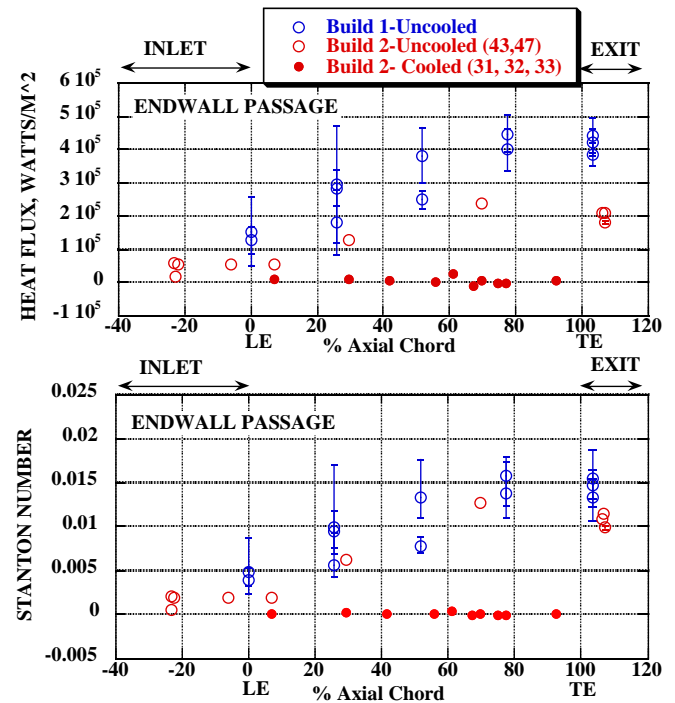 Build 1-Uncooled
Build 2-Uncooled (43,47)
Build 2- Cooled (31, 32, 33)
INLET
EXIT
6 10^5
5 10^5
4 10^5
3 10^5
2 10^5
1 10^5
0
-1 10^5
HEAT FLUX, WATTS/M^2
ENDWALL PASSAGE
-40 -20 0 20 40 60 80 100 120
LE % Axial Chord TE
INLET
EXIT
0.025
0.02
0.015
0.01
0.005
0
-0.005
STANTON NUMBER
ENDWALL PASSAGE
-40 -20 0 20 40 60 80 100 120
LE % Axial Chord TE